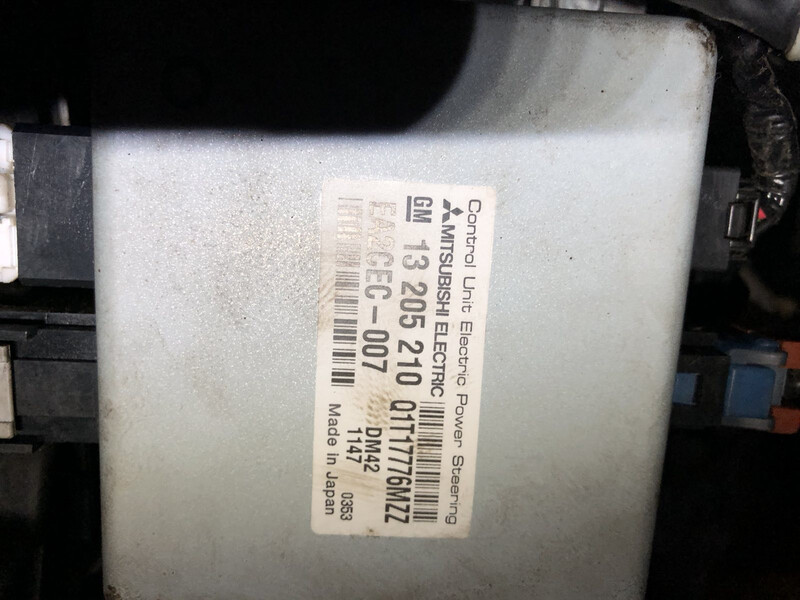 Control Unit Electric Power Steering
MITSUBISHI ELECTRIC
GM 13 205 210 Q1T17776MZZ
EA2CEC-007 DM42
1147 0353
Made in Japan